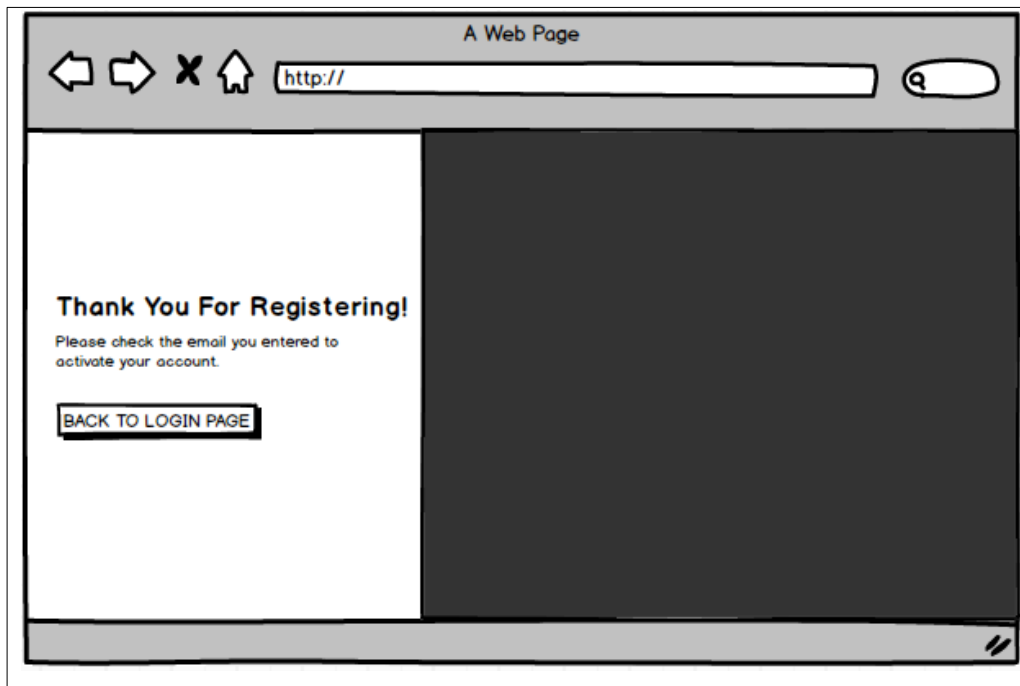 A Web Page
http://
Thank You For Registering!
Please check the email you entered to
activate your account.
BACK TO LOGIN PAGE